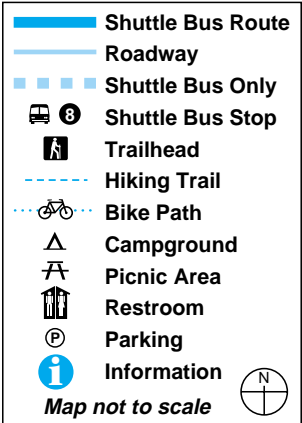 Shuttle Bus Route
Roadway
Shuttle Bus Only
8 Shuttle Bus Stop
Trailhead
Hiking Trail
Bike Path
Campground
Picnic Area
Restroom
P Parking
i Information
N
Map not to scale